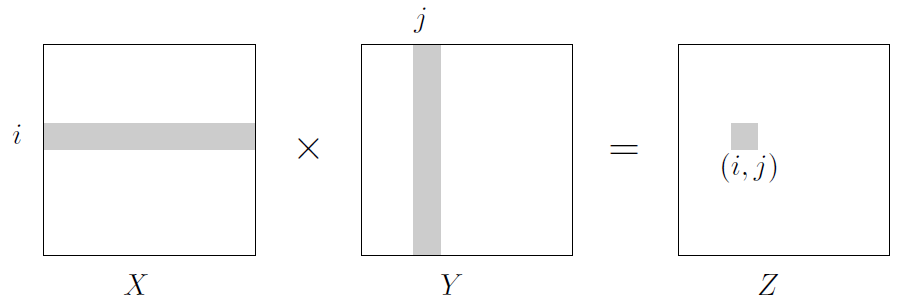 j
i × =
(i, j)
X Y Z